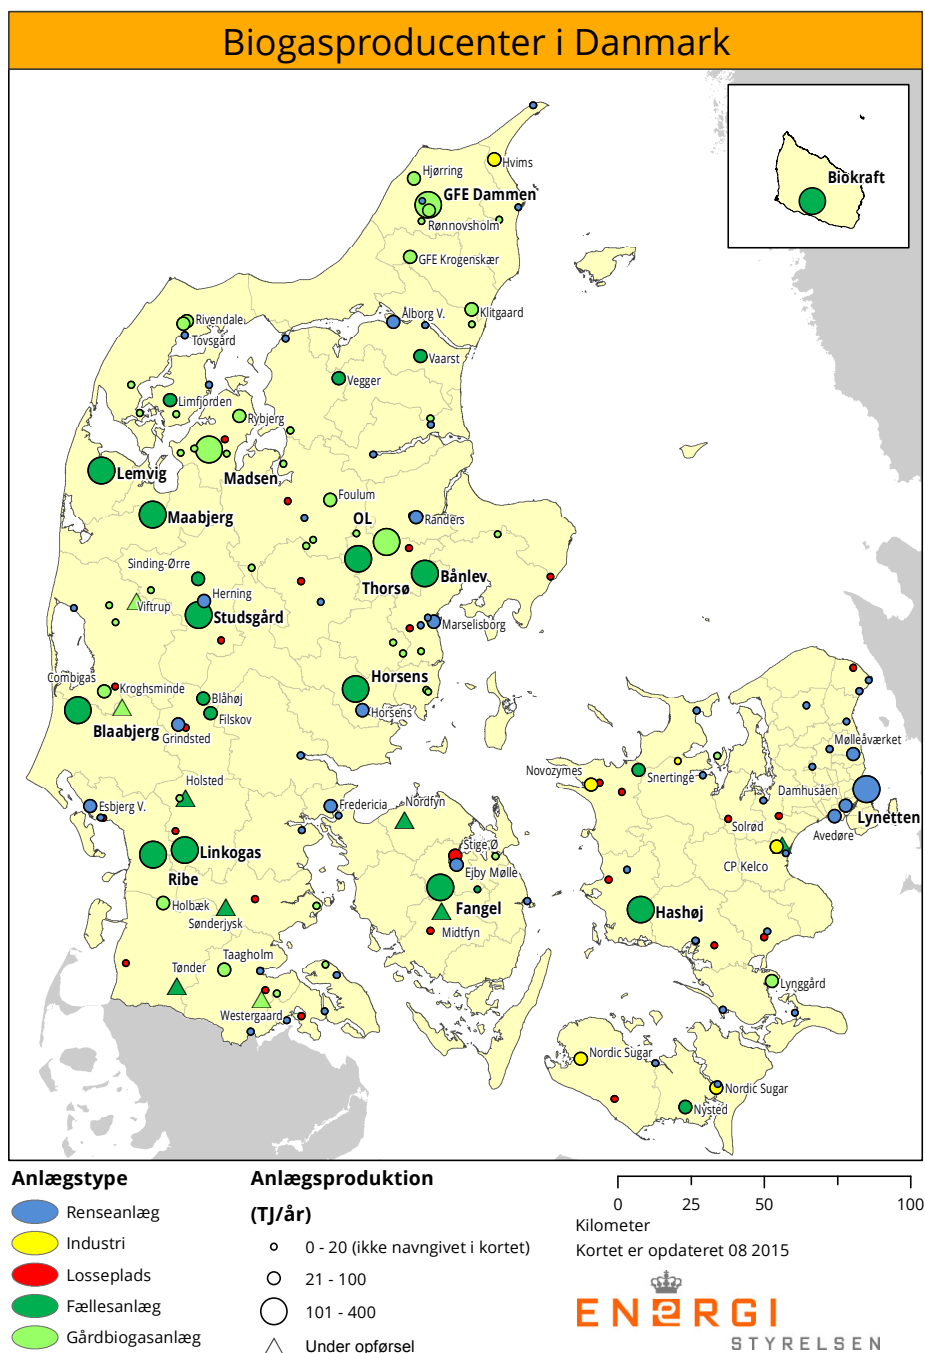 Biogasproducenter i Danmark
Biokraft
Hvims
Hjørring
GFE Dammen
Rønnovsholm
GFE Krogenskær
Klitgaard
Rivendale
Ålborg V.
Tovsgård
Vaarst
Vegger
Limfjorden
Rybjerg
Lemvig
Madsen
Foulum
Maabjerg
OL
Randers
Sinding-Ørre
Thorsø
Bånlev
Herning
Viftrup
Studsgård
Marselisborg
Combigas
Kroghsminde
Horsens
Blåhøj
Filskov
Horsens
Blaabjerg
Grindsted
Mølleåværket
Novozymes
Snertinge
Holsted
Damhusåen
Esbjerg V.
Fredericia
Nordfyn
Lynetten
Solrød
Avedøre
Stige Ø
Linkogas
CP Kelco
Ejby Mølle
Ribe
Holbæk
Fangel
Hashøj
Sønderjysk
Midtfyn
Taagholm
Tønder
Lynggård
Westergaard
Nordic Sugar
Nordic Sugar
Nysted
Anlægstype
Renseanlæg
Industri
Losseplads
Fællesanlæg
Gårdbiogasanlæg
Anlægsproduktion
(TJ/år)
0 - 20 (ikke navngivet i kortet)
21 - 100
101 - 400
Under opførsel
0 25 50 100
Kilometer
Kortet er opdateret 08 2015
ENERGI
STYRELSEN